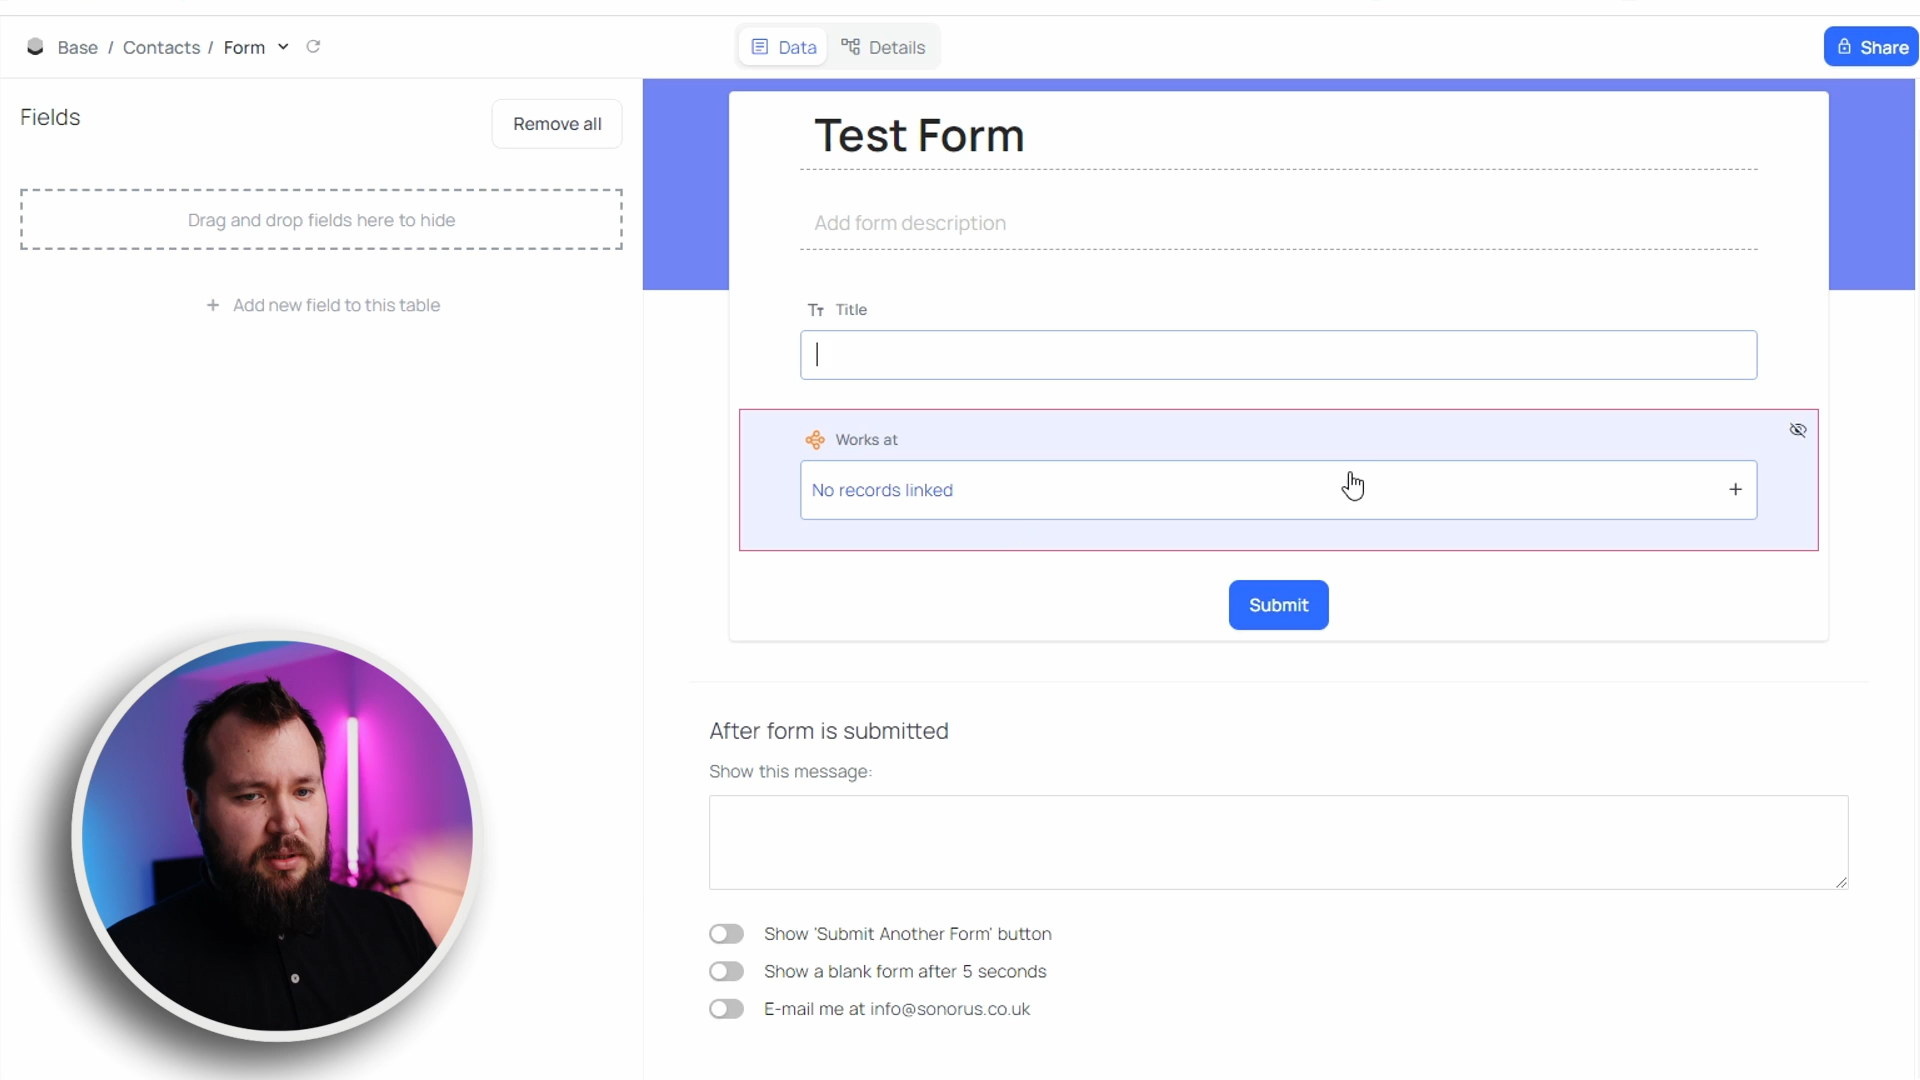 Base / Contacts / Form
Data
Details
Share
Fields
Remove all
Drag and drop fields here to hide
+ Add new field to this table
Test Form
Add form description
Tт Title
Works at
No records linked
+
Submit
After form is submitted
Show this message:
Show 'Submit Another Form' button
Show a blank form after 5 seconds
E-mail me at info@sonorus.co.uk